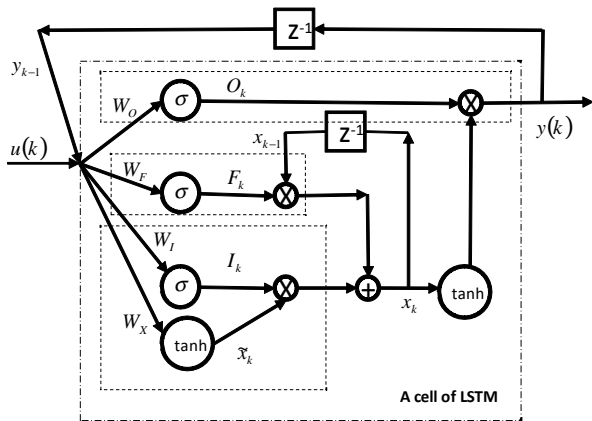 Z⁻¹
y_{k-1}
W_O
σ
O_k
X
y(k)
u(k)
x_{k-1}
Z⁻¹
W_F
σ
F_k
X
W_I
σ
I_k
X
+
x_k
tanh
W_X
tanh
x̃_k
A cell of LSTM